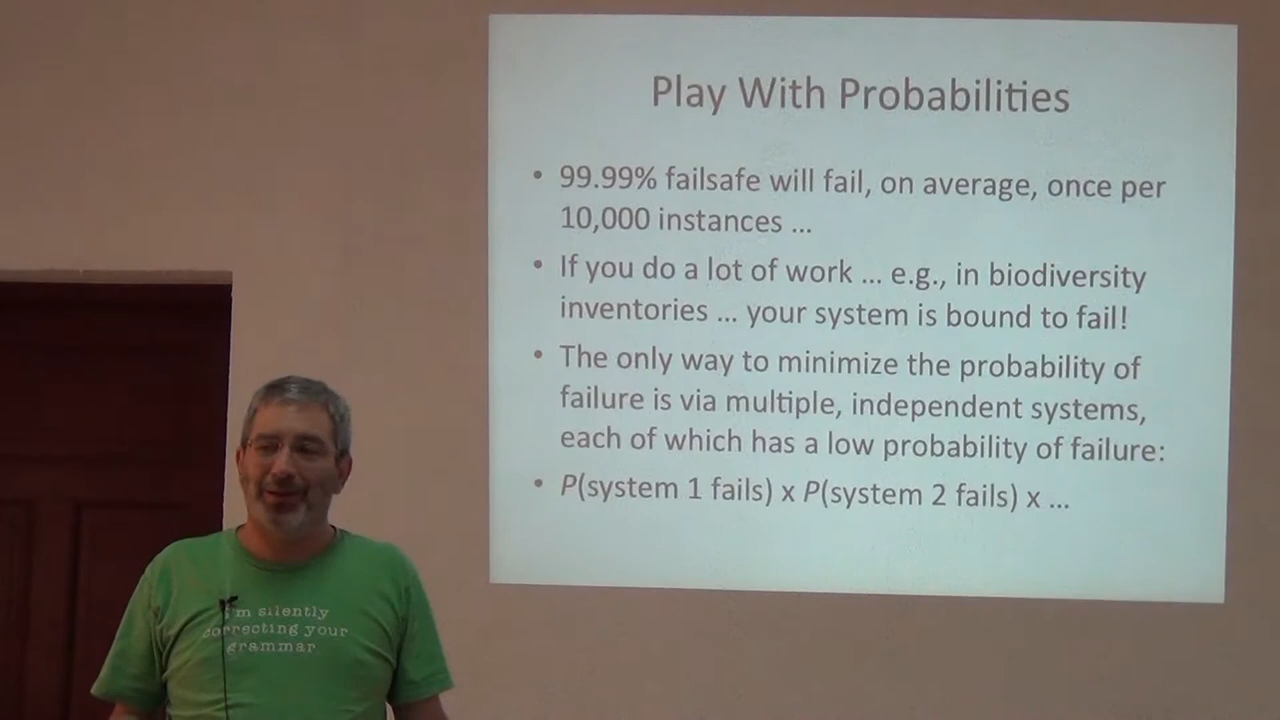 Play With Probabilities
• 99.99% failsafe will fail, on average, once per
10,000 instances ...
• If you do a lot of work ... e.g., in biodiversity
inventories ... your system is bound to fail!
• The only way to minimize the probability of
failure is via multiple, independent systems,
each of which has a low probability of failure:
• P(system 1 fails) x P(system 2 fails) x ...
I'm silently
correcting your
grammar